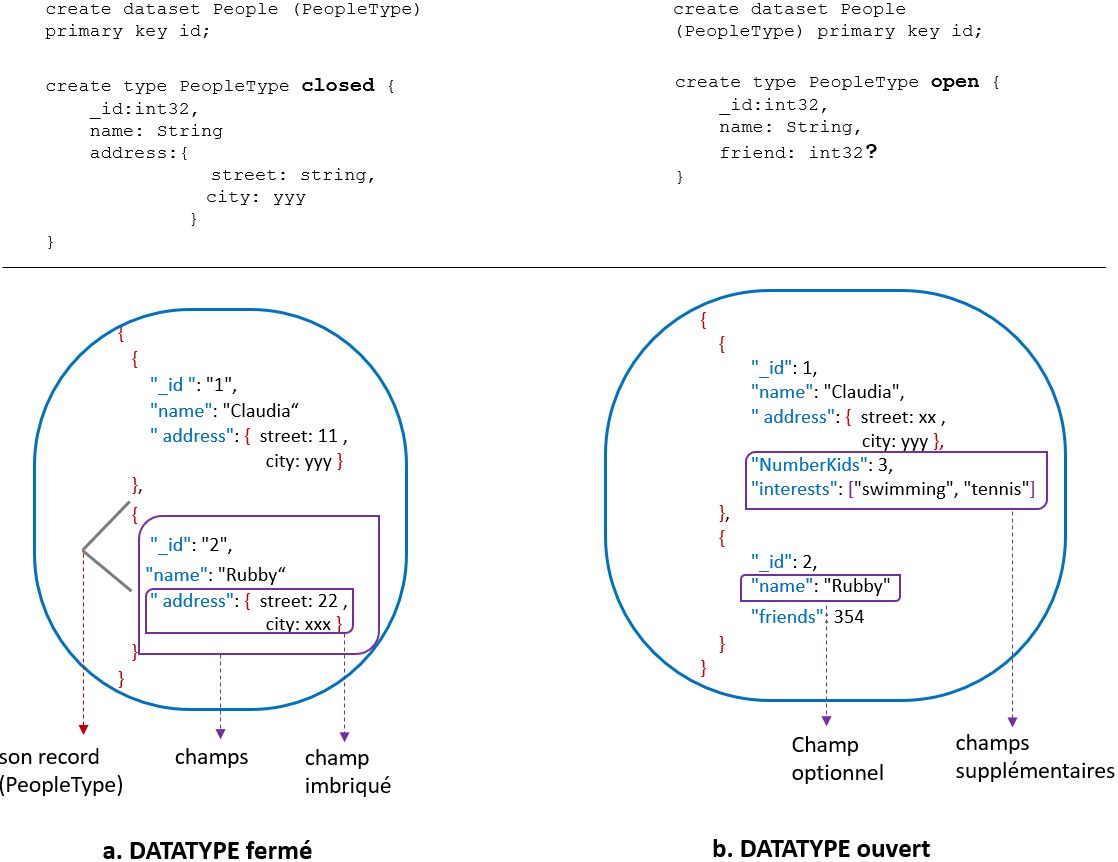 create dataset People (PeopleType)
primary key id;
create type PeopleType closed {
_id:int32,
name: String
address:{
street: string,
city: yyy
}
}
create dataset People
(PeopleType) primary key id;
create type PeopleType open {
_id:int32,
name: String,
friend: int32?
}
{
{
"_id ": "1",
"name": "Claudia“
" address": { street: 11 ,
city: yyy }
},
{
"_id": "2",
"name": "Rubby“
" address": { street: 22 ,
city: xxx }
}
}
son record
(PeopleType)
champs
champ
imbriqué
a. DATATYPE fermé
{
{
"_id": 1,
"name": "Claudia",
" address": { street: xx ,
city: yyy },
"NumberKids": 3,
"interests": ["swimming", "tennis"]
},
{
"_id": 2,
"name": "Rubby"
"friends": 354
}
}
Champ
optionnel
champs
supplémentaires
b. DATATYPE ouvert